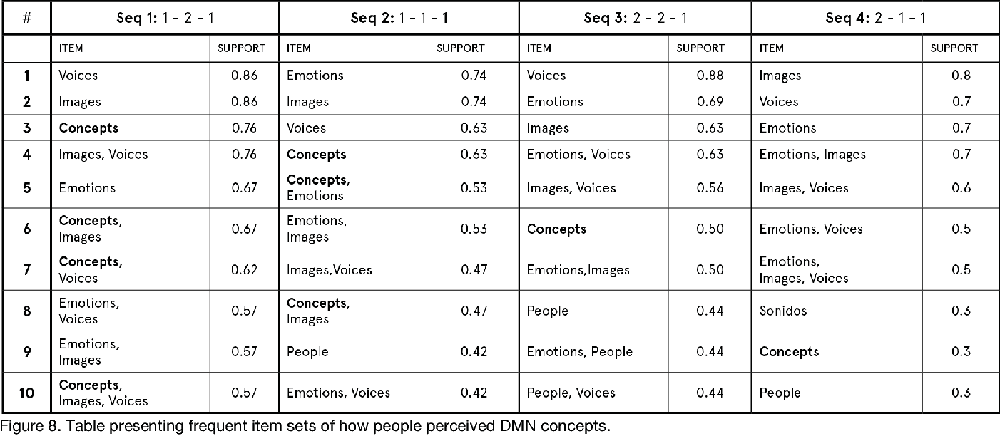 # Seq 1: 1 - 2 - 1 Seq 2: 1 - 1 - 1 Seq 3: 2 - 2 - 1 Seq 4: 2 - 1 - 1
ITEM SUPPORT ITEM SUPPORT ITEM SUPPORT ITEM SUPPORT
1 Voices 0.86 Emotions 0.74 Voices 0.88 Images 0.8
2 Images 0.86 Images 0.74 Emotions 0.69 Voices 0.7
3 Concepts 0.76 Voices 0.63 Images 0.63 Emotions 0.7
4 Images, Voices 0.76 Concepts 0.63 Emotions, Voices 0.63 Emotions, Images 0.7
5 Emotions 0.67 Concepts,
Emotions 0.53 Images, Voices 0.56 Images, Voices 0.6
6 Concepts,
Images 0.67 Emotions,
Images 0.53 Concepts 0.50 Emotions, Voices 0.5
7 Concepts,
Voices 0.62 Images,Voices 0.47 Emotions,Images 0.50 Emotions,
Images, Voices 0.5
8 Emotions,
Voices 0.57 Concepts,
Images 0.47 People 0.44 Sonidos 0.3
9 Emotions,
Images 0.57 People 0.42 Emotions, People 0.44 Concepts 0.3
10 Concepts,
Images, Voices 0.57 Emotions, Voices 0.42 People, Voices 0.44 People 0.3
Figure 8. Table presenting frequent item sets of how people perceived DMN concepts.